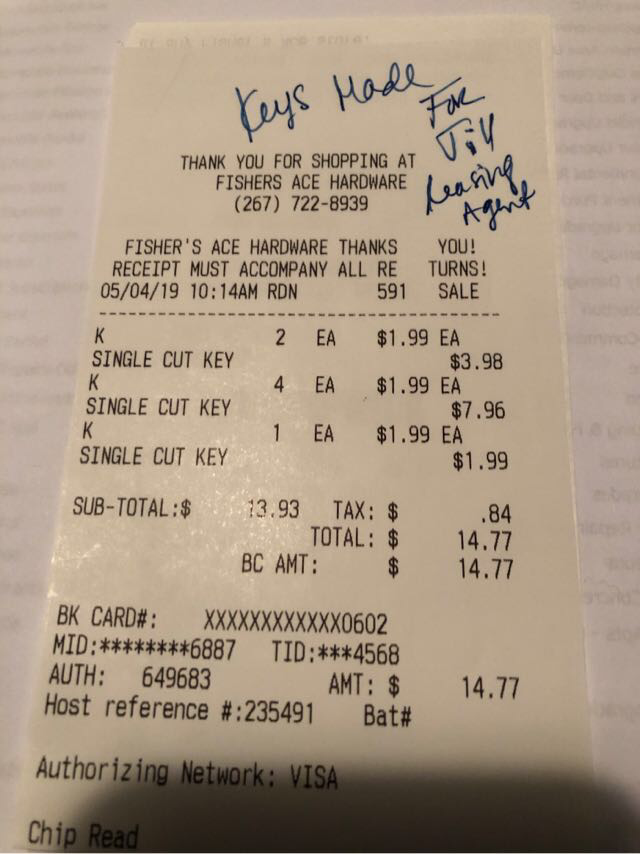 Keys Made
For
Jill
Leasing
Agent
THANK YOU FOR SHOPPING AT
FISHERS ACE HARDWARE
(267) 722-8939
FISHER'S ACE HARDWARE THANKS YOU!
RECEIPT MUST ACCOMPANY ALL RE TURNS!
05/04/19 10:14AM RDN 591 SALE
K 2 EA $1.99 EA
SINGLE CUT KEY $3.98
K 4 EA $1.99 EA
SINGLE CUT KEY $7.96
K 1 EA $1.99 EA
SINGLE CUT KEY $1.99
SUB-TOTAL:$ 13.93 TAX: $ .84
TOTAL: $ 14.77
BC AMT: $ 14.77
BK CARD#: XXXXXXXXXXXX0602
MID:********6887 TID:***4568
AUTH: 649683 AMT: $ 14.77
Host reference #:235491 Bat#
Authorizing Network: VISA
Chip Read